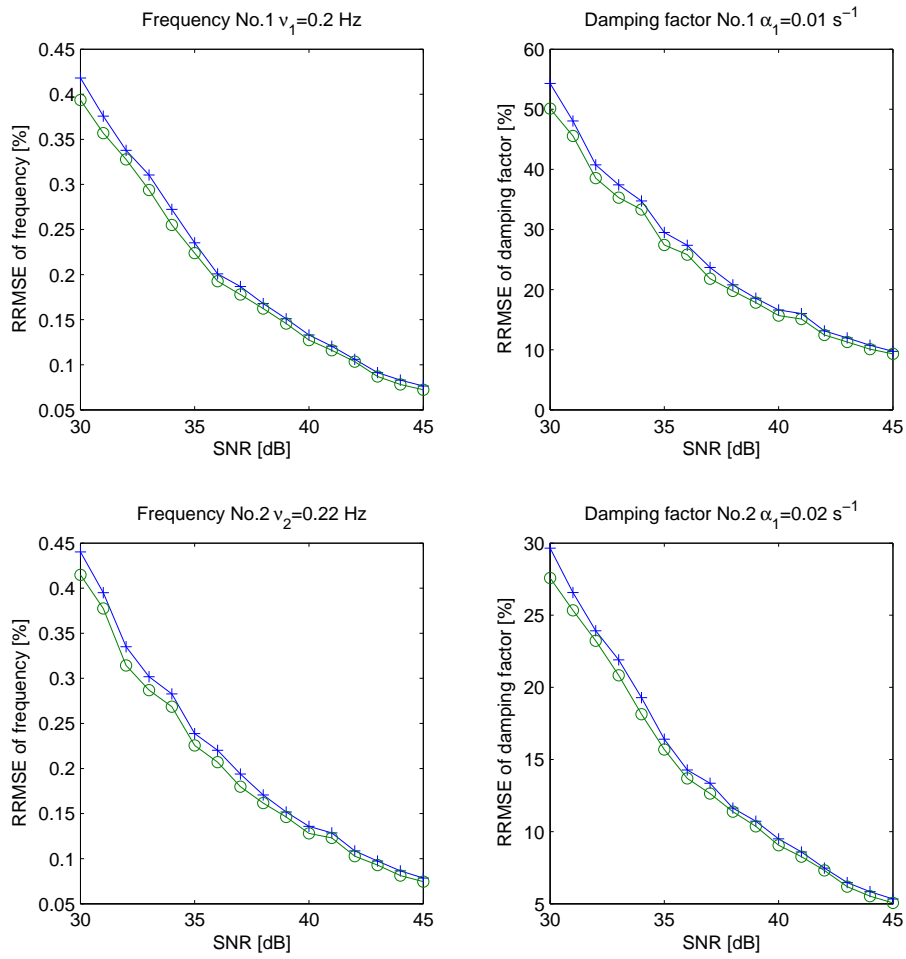 Frequency No.1 ν₁=0.2 Hz
0.45
0.4
0.35
0.3
0.25
0.2
0.15
0.1
0.05
RRMSE of frequency [%]
30 35 40 45
SNR [dB]
Damping factor No.1 α₁=0.01 s⁻¹
60
50
40
30
20
10
0
RRMSE of damping factor [%]
30 35 40 45
SNR [dB]
Frequency No.2 ν₂=0.22 Hz
0.45
0.4
0.35
0.3
0.25
0.2
0.15
0.1
0.05
RRMSE of frequency [%]
30 35 40 45
SNR [dB]
Damping factor No.2 α₁=0.02 s⁻¹
30
25
20
15
10
5
RRMSE of damping factor [%]
30 35 40 45
SNR [dB]